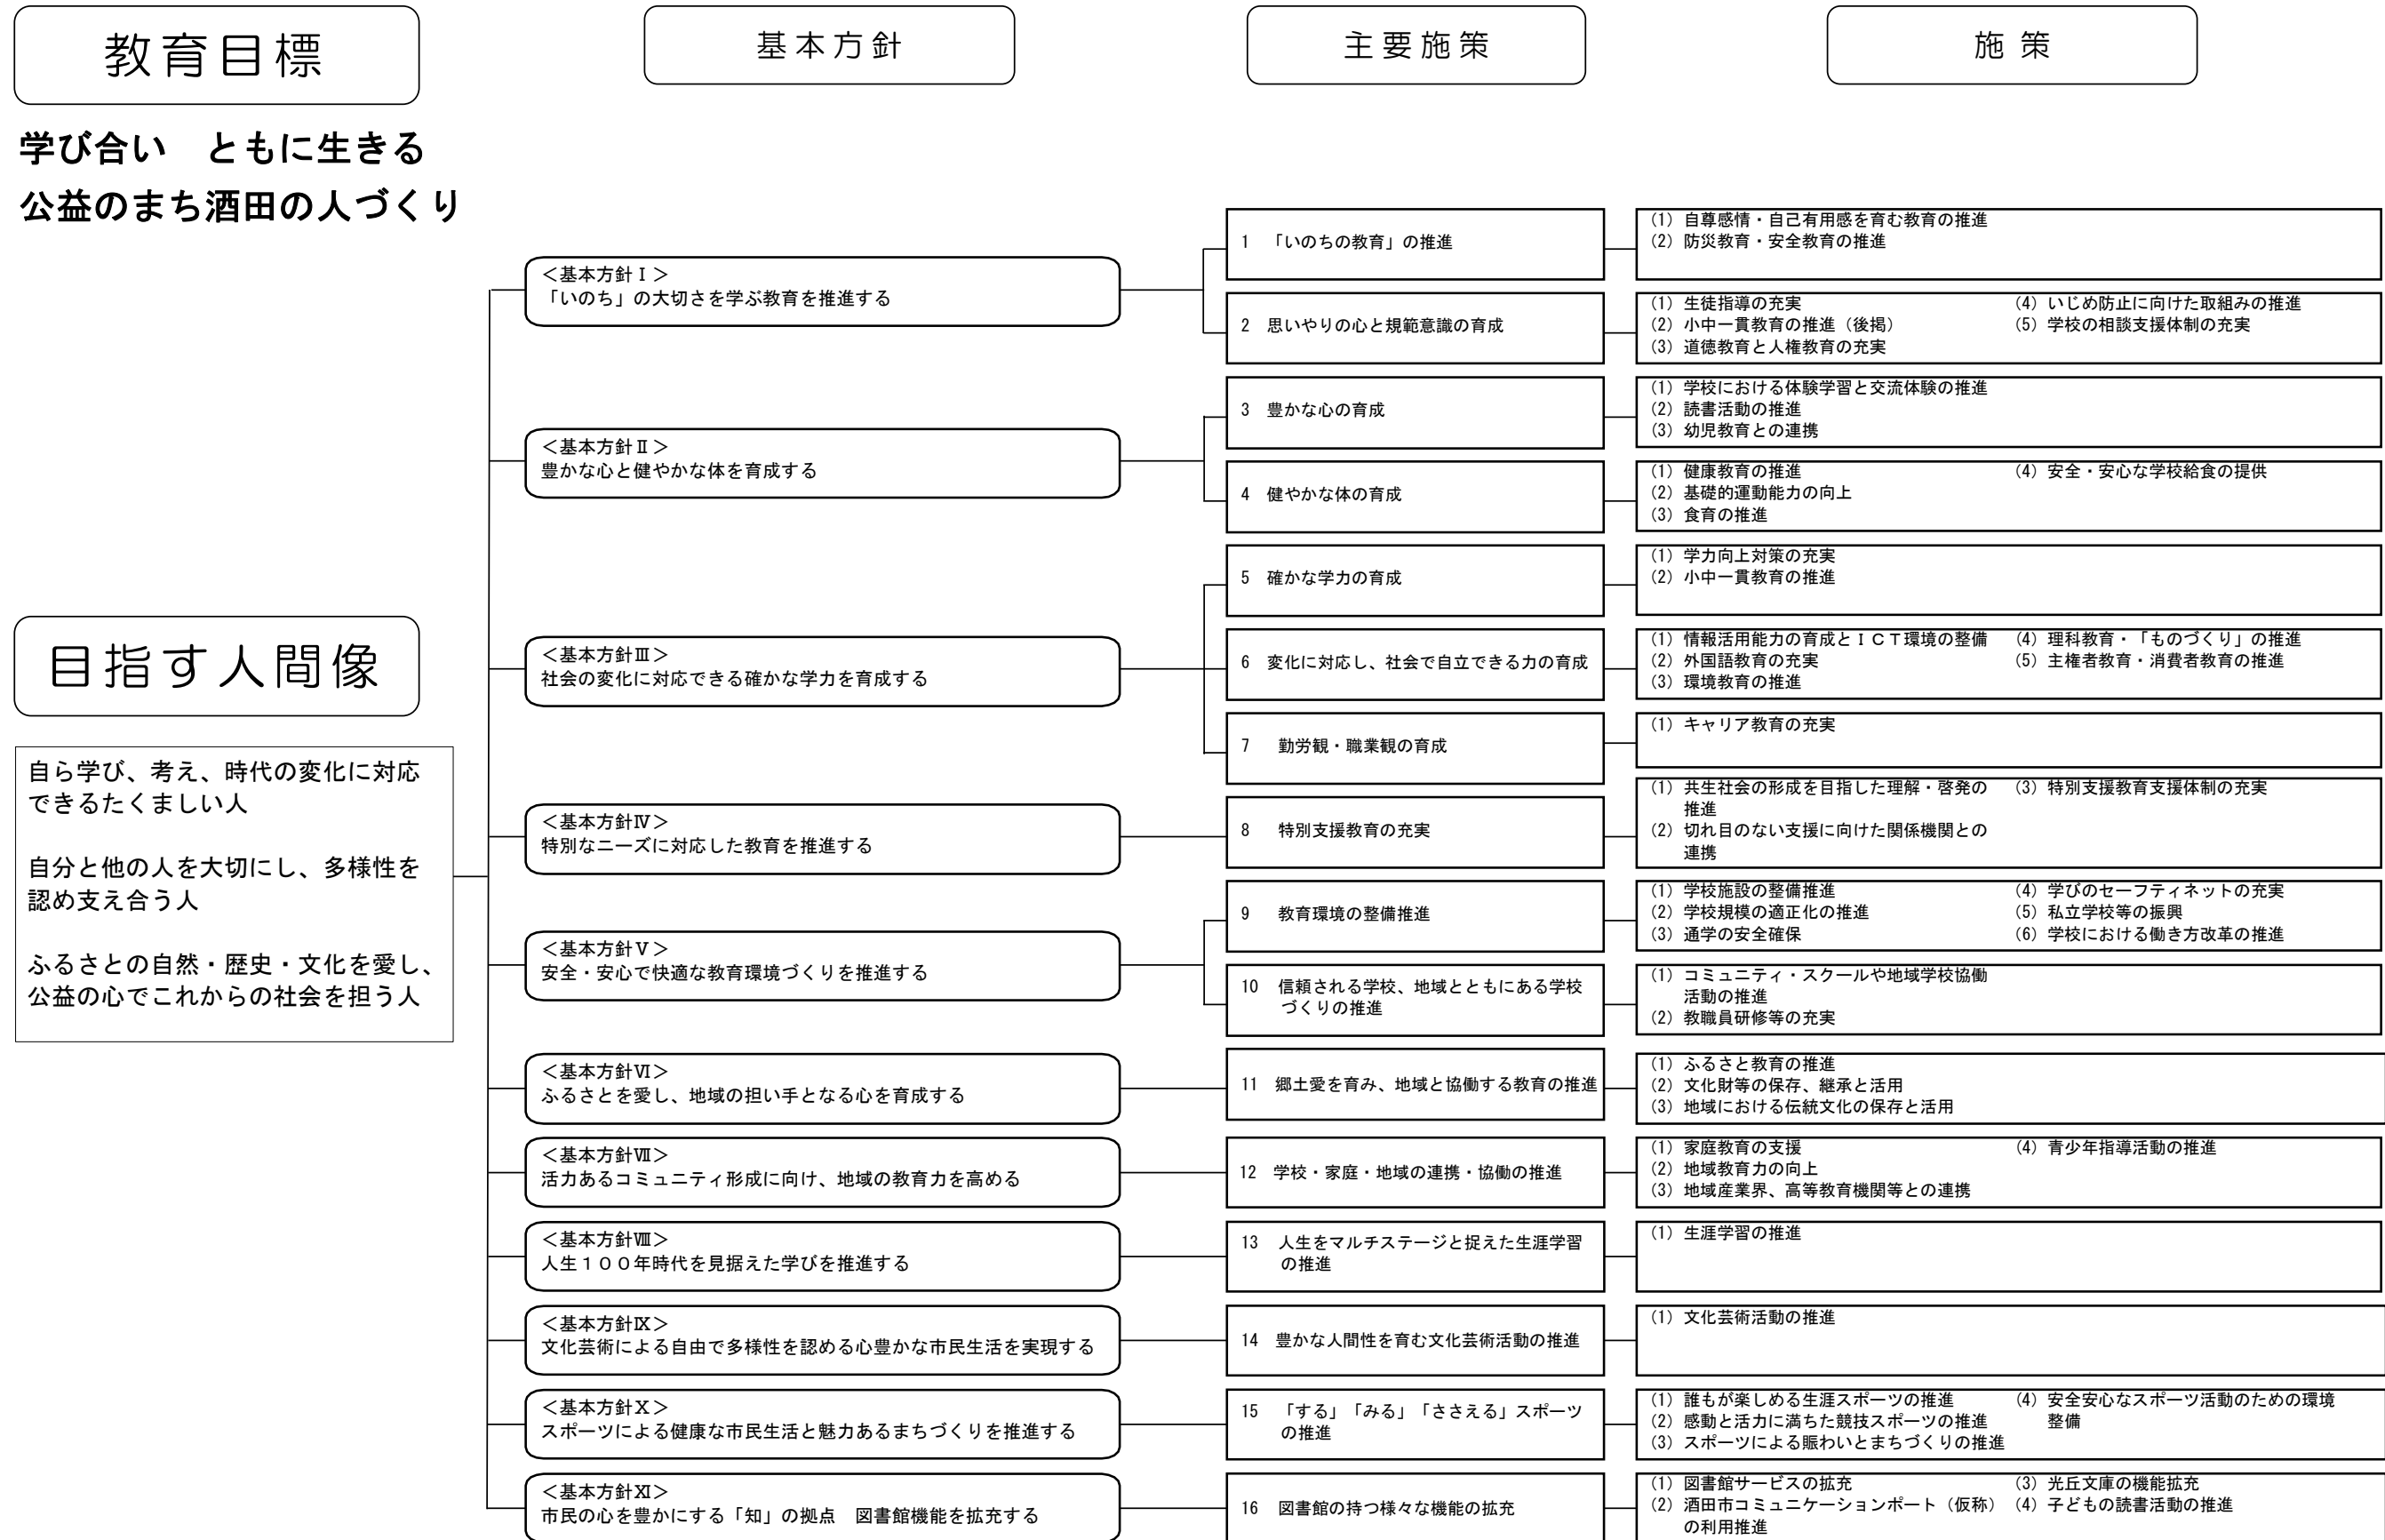 教育目標
基本方針
主要施策
施 策
学び合い　ともに生きる
公益のまち酒田の人づくり
目指す人間像
自ら学び、考え、時代の変化に対応
できるたくましい人
自分と他の人を大切にし、多様性を
認め支え合う人
ふるさとの自然・歴史・文化を愛し、
公益の心でこれからの社会を担う人
＜基本方針Ⅰ＞
「いのち」の大切さを学ぶ教育を推進する
1　「いのちの教育」の推進
(1) 自尊感情・自己有用感を育む教育の推進
(2) 防災教育・安全教育の推進
2　思いやりの心と規範意識の育成
(1) 生徒指導の充実
(2) 小中一貫教育の推進（後掲）
(3) 道徳教育と人権教育の充実
(4) いじめ防止に向けた取組みの推進
(5) 学校の相談支援体制の充実
＜基本方針Ⅱ＞
豊かな心と健やかな体を育成する
3　豊かな心の育成
(1) 学校における体験学習と交流体験の推進
(2) 読書活動の推進
(3) 幼児教育との連携
4　健やかな体の育成
(1) 健康教育の推進
(2) 基礎的運動能力の向上
(3) 食育の推進
(4) 安全・安心な学校給食の提供
＜基本方針Ⅲ＞
社会の変化に対応できる確かな学力を育成する
5　確かな学力の育成
(1) 学力向上対策の充実
(2) 小中一貫教育の推進
6　変化に対応し、社会で自立できる力の育成
(1) 情報活用能力の育成とＩＣＴ環境の整備
(2) 外国語教育の充実
(3) 環境教育の推進
(4) 理科教育・「ものづくり」の推進
(5) 主権者教育・消費者教育の推進
7　勤労観・職業観の育成
(1) キャリア教育の充実
＜基本方針Ⅳ＞
特別なニーズに対応した教育を推進する
8　特別支援教育の充実
(1) 共生社会の形成を目指した理解・啓発の
推進
(2) 切れ目のない支援に向けた関係機関との
連携
(3) 特別支援教育支援体制の充実
＜基本方針Ⅴ＞
安全・安心で快適な教育環境づくりを推進する
9　教育環境の整備推進
(1) 学校施設の整備推進
(2) 学校規模の適正化の推進
(3) 通学の安全確保
(4) 学びのセーフティネットの充実
(5) 私立学校等の振興
(6) 学校における働き方改革の推進
10　信頼される学校、地域とともにある学校
づくりの推進
(1) コミュニティ・スクールや地域学校協働
活動の推進
(2) 教職員研修等の充実
＜基本方針Ⅵ＞
ふるさとを愛し、地域の担い手となる心を育成する
11　郷土愛を育み、地域と協働する教育の推進
(1) ふるさと教育の推進
(2) 文化財等の保存、継承と活用
(3) 地域における伝統文化の保存と活用
＜基本方針Ⅶ＞
活力あるコミュニティ形成に向け、地域の教育力を高める
12　学校・家庭・地域の連携・協働の推進
(1) 家庭教育の支援
(2) 地域教育力の向上
(3) 地域産業界、高等教育機関等との連携
(4) 青少年指導活動の推進
＜基本方針Ⅷ＞
人生１００年時代を見据えた学びを推進する
13　人生をマルチステージと捉えた生涯学習
の推進
(1) 生涯学習の推進
＜基本方針Ⅸ＞
文化芸術による自由で多様性を認める心豊かな市民生活を実現する
14　豊かな人間性を育む文化芸術活動の推進
(1) 文化芸術活動の推進
＜基本方針Ⅹ＞
スポーツによる健康な市民生活と魅力あるまちづくりを推進する
15　「する」「みる」「ささえる」スポーツ
の推進
(1) 誰もが楽しめる生涯スポーツの推進
(2) 感動と活力に満ちた競技スポーツの推進
(3) スポーツによる賑わいとまちづくりの推進
(4) 安全安心なスポーツ活動のための環境
整備
＜基本方針Ⅺ＞
市民の心を豊かにする「知」の拠点　図書館機能を拡充する
16　図書館の持つ様々な機能の拡充
(1) 図書館サービスの拡充
(2) 酒田市コミュニケーションポート（仮称）
の利用推進
(3) 光丘文庫の機能拡充
(4) 子どもの読書活動の推進